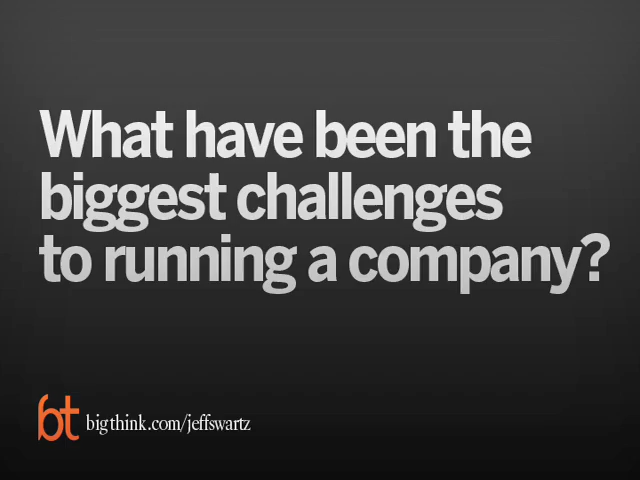 What have been the
biggest challenges
to running a company?
bt bigthink.com/jeffswartz